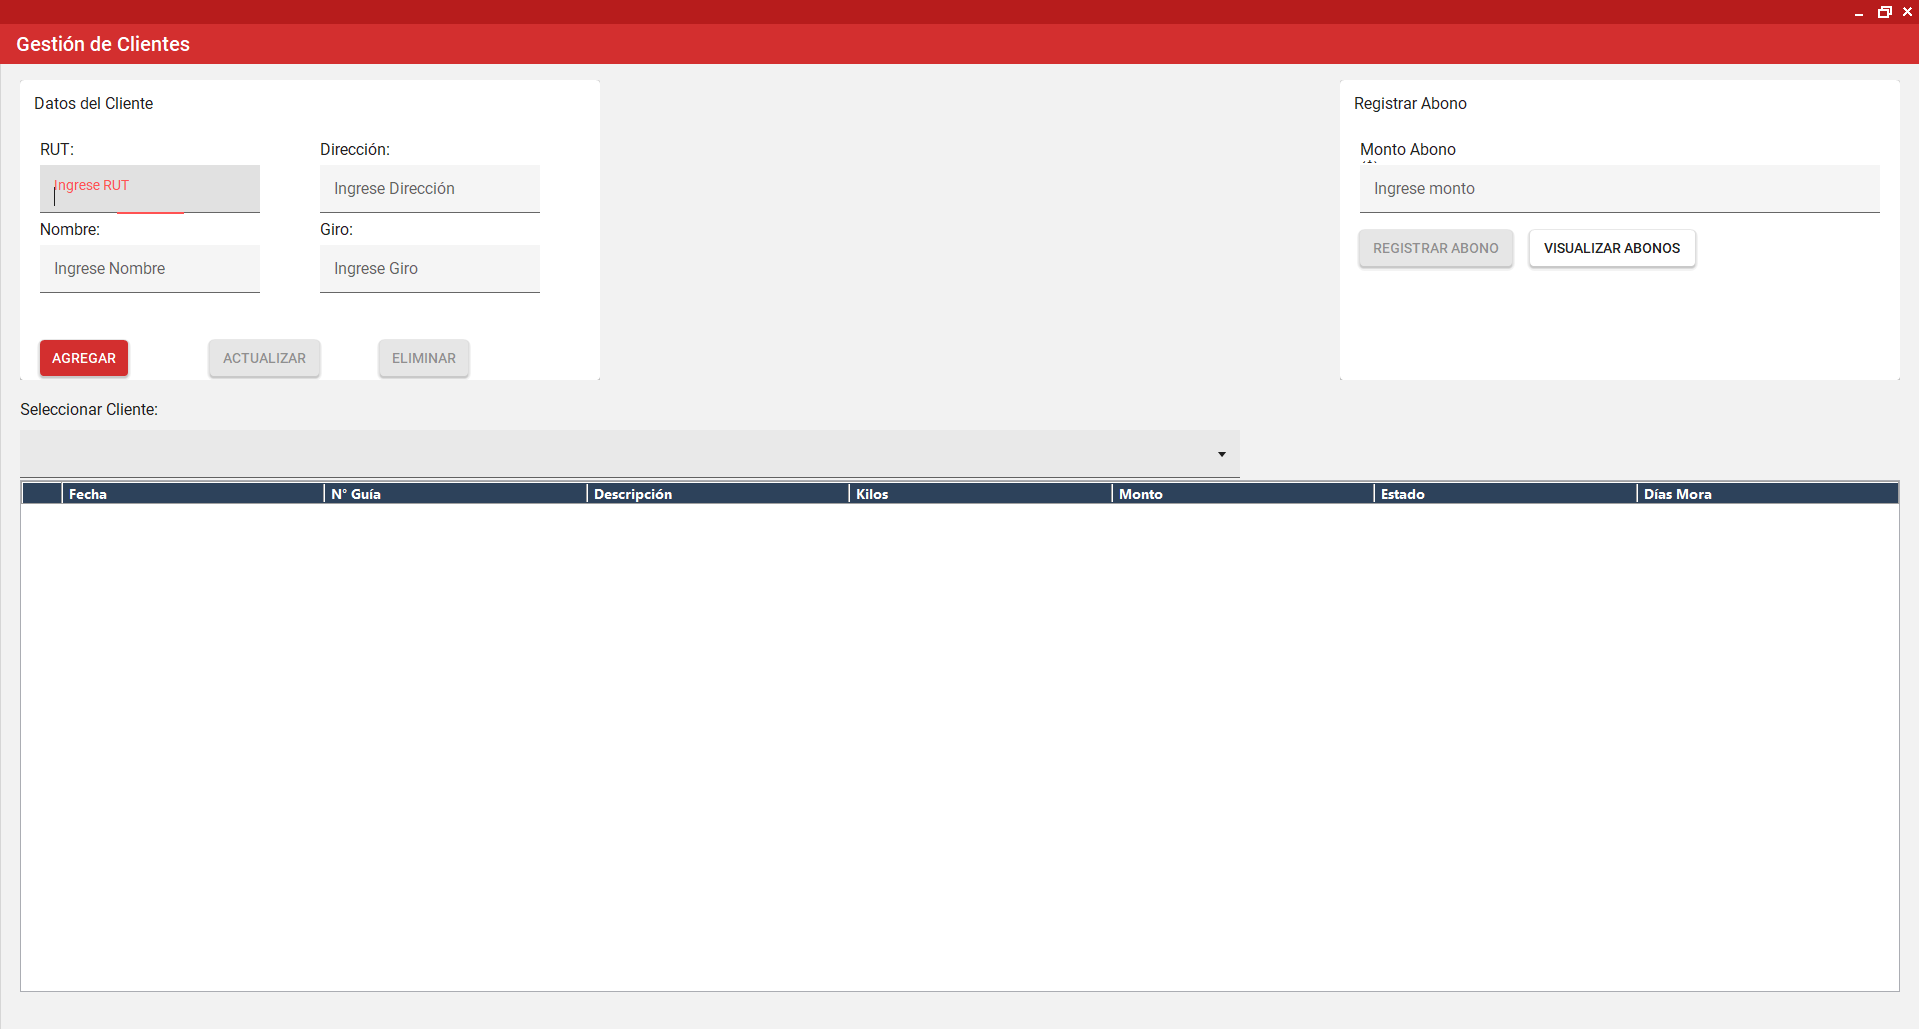 Gestión de Clientes
Datos del Cliente
RUT:
Dirección:
Ingrese RUT
Ingrese Dirección
Nombre:
Giro:
Ingrese Nombre
Ingrese Giro
AGREGAR
ACTUALIZAR
ELIMINAR
Registrar Abono
Monto Abono
Ingrese monto
REGISTRAR ABONO
VISUALIZAR ABONOS
Seleccionar Cliente:
Fecha
N° Guía
Descripción
Kilos
Monto
Estado
Días Mora